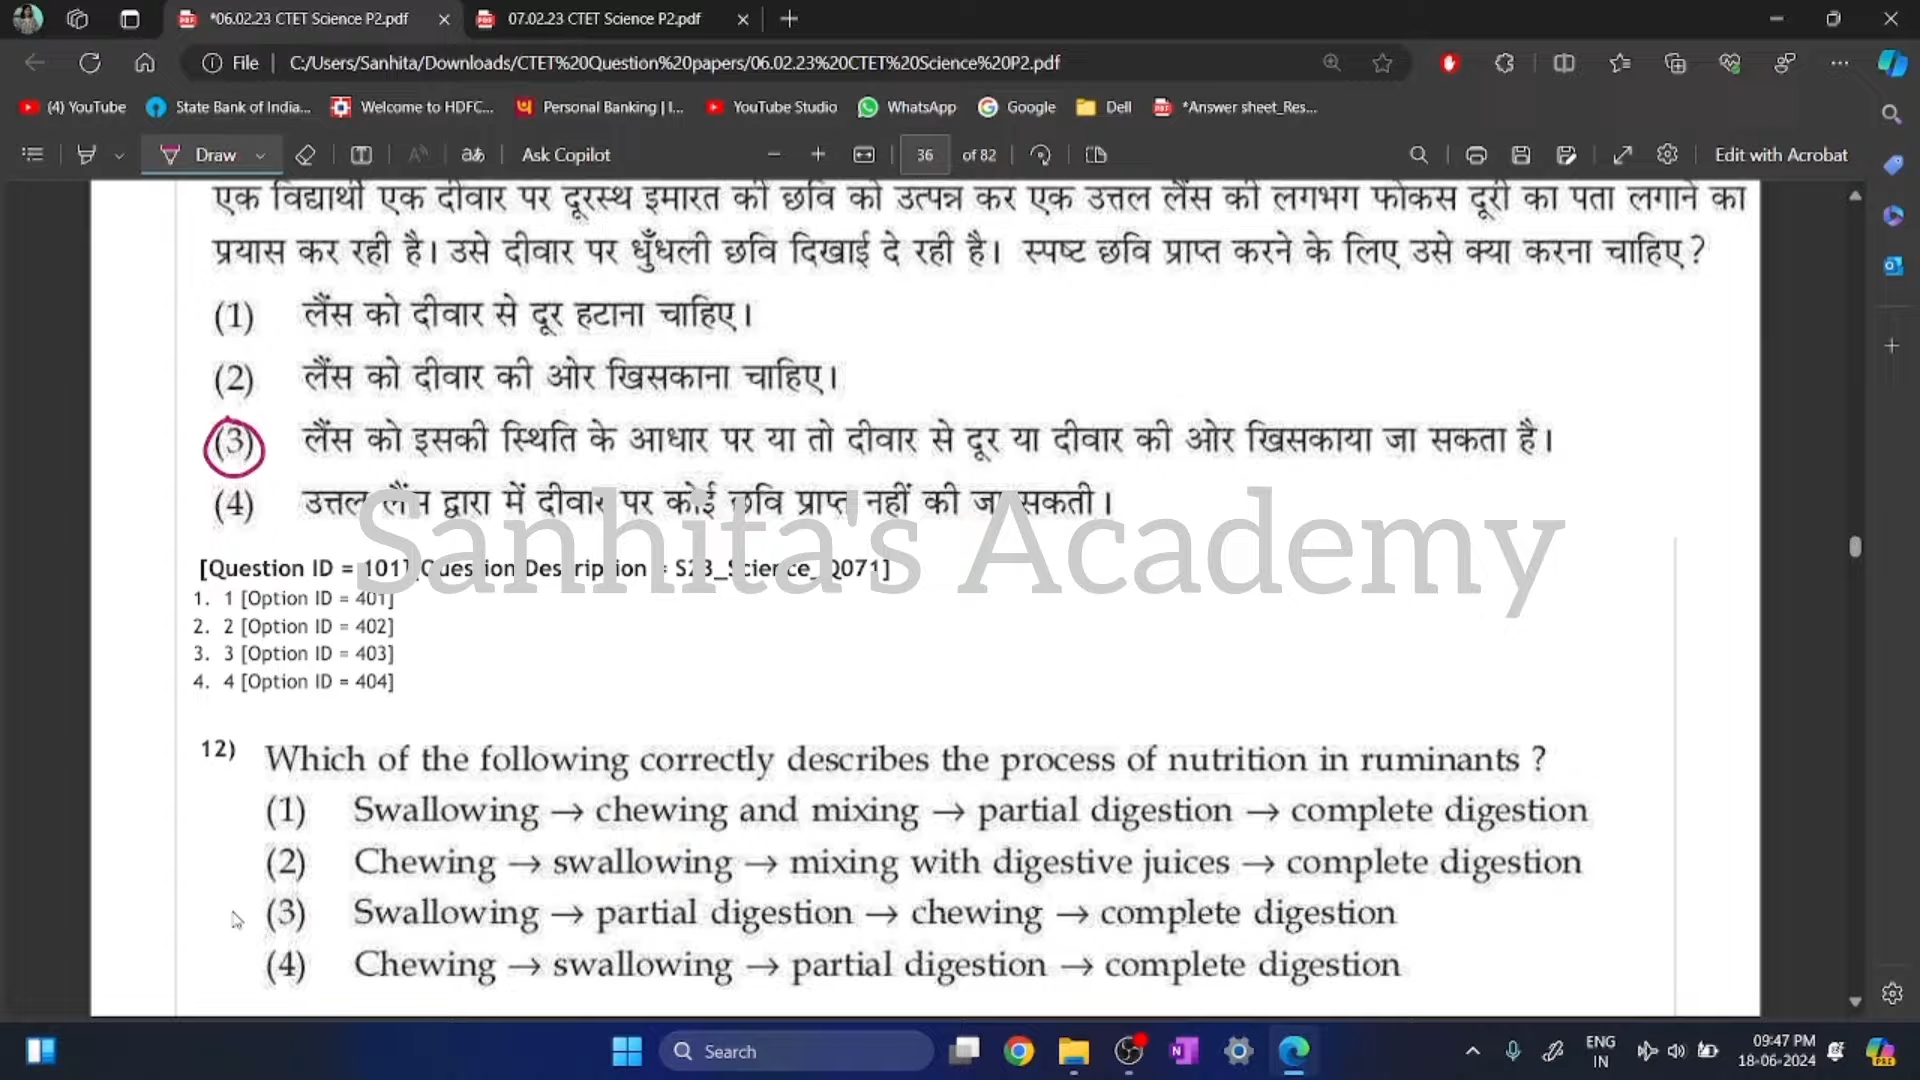 *06.02.23 CTET Science P2.pdf
07.02.23 CTET Science P2.pdf
File
C:/Users/Sanhita/Downloads/CTET%20Question%20papers/06.02.23%20CTET%20Science%20P2.pdf
(4) YouTube
State Bank of India...
Welcome to HDFC...
Personal Banking | I...
YouTube Studio
WhatsApp
Google
Dell
*Answer sheet_Res...
Draw
Ask Copilot
36 of 82
Edit with Acrobat
एक विद्यार्थी एक दीवार पर दूरस्थ इमारत की छवि को उत्पन्न कर एक उत्तल लैंस की लगभग फोकस दूरी का पता लगाने का
प्रयास कर रही है। उसे दीवार पर धुँधली छवि दिखाई दे रही है। स्पष्ट छवि प्राप्त करने के लिए उसे क्या करना चाहिए ?
(1) लैंस को दीवार से दूर हटाना चाहिए।
(2) लैंस को दीवार की ओर खिसकाना चाहिए।
(3) लैंस को इसकी स्थिति के आधार पर या तो दीवार से दूर या दीवार की ओर खिसकाया जा सकता है।
(4) उत्तल लैंस द्वारा में दीवार पर कोई छवि प्राप्त नहीं की जा सकती।
Sanhita's Academy
[Question ID = 101][Question Description = S23_Science_Q071]
1. 1 [Option ID = 401]
2. 2 [Option ID = 402]
3. 3 [Option ID = 403]
4. 4 [Option ID = 404]
12) Which of the following correctly describes the process of nutrition in ruminants ?
(1) Swallowing → chewing and mixing → partial digestion → complete digestion
(2) Chewing → swallowing → mixing with digestive juices → complete digestion
(3) Swallowing → partial digestion → chewing → complete digestion
(4) Chewing → swallowing → partial digestion → complete digestion
Search
ENG
IN
09:47 PM
18-06-2024